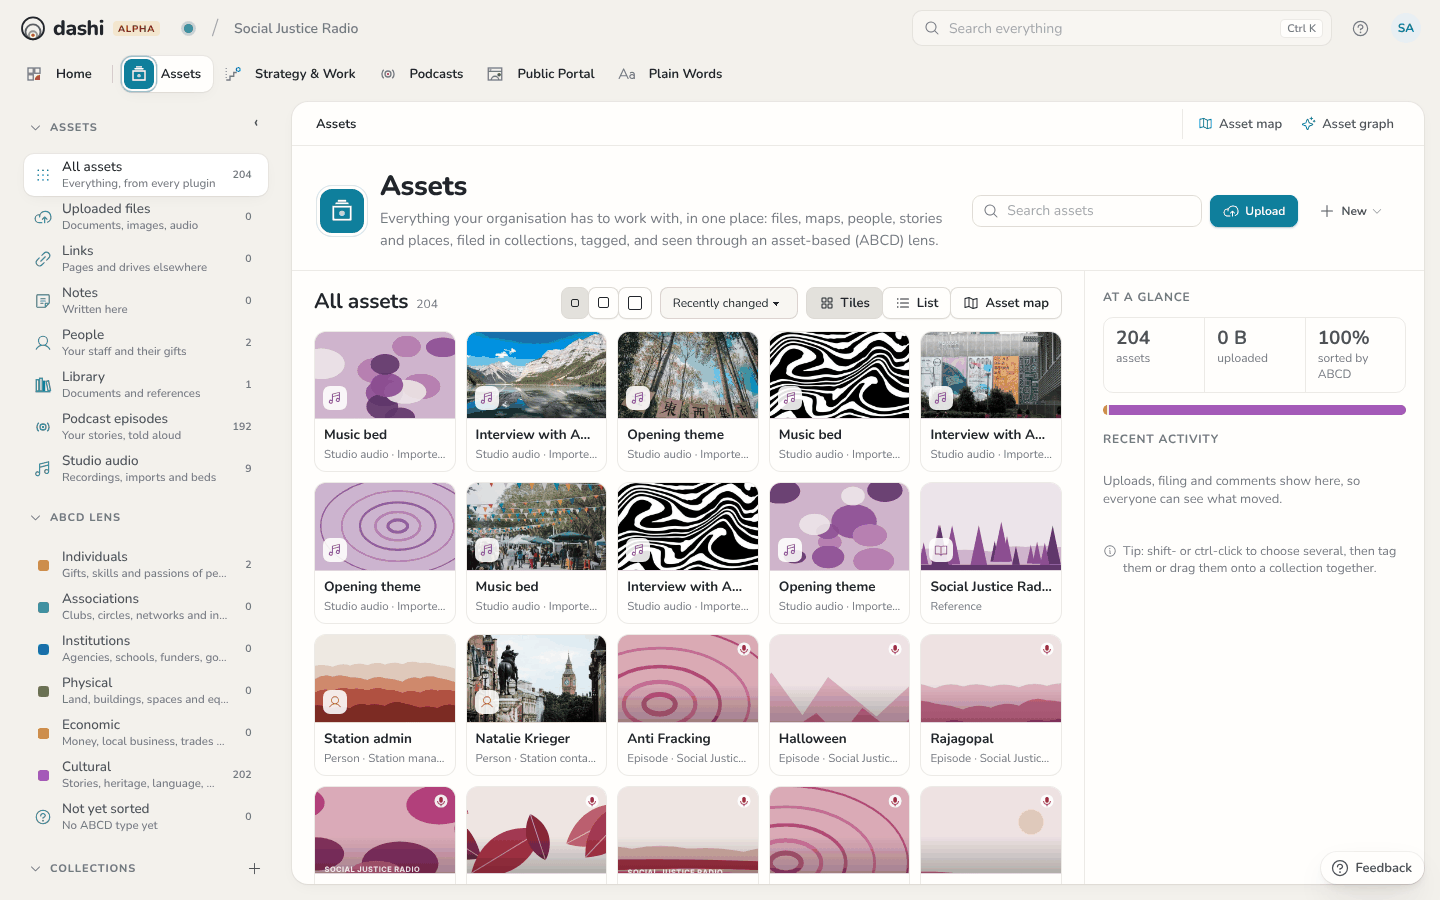 dashi
ALPHA
/
Social Justice Radio
Search everything
Ctrl K
SA
Home
Assets
Strategy & Work
Podcasts
Public Portal
Aa
Plain Words
ASSETS
All assets
Everything, from every plugin
204
Uploaded files
Documents, images, audio
0
Links
Pages and drives elsewhere
0
Notes
Written here
0
People
Your staff and their gifts
2
Library
Documents and references
1
Podcast episodes
Your stories, told aloud
192
Studio audio
Recordings, imports and beds
9
ABCD LENS
Individuals
Gifts, skills and passions of pe...
2
Associations
Clubs, circles, networks and in...
0
Institutions
Agencies, schools, funders, go...
0
Physical
Land, buildings, spaces and eq...
0
Economic
Money, local business, trades ...
0
Cultural
Stories, heritage, language, ...
202
Not yet sorted
No ABCD type yet
0
COLLECTIONS
Assets
Asset map
Asset graph
Assets
Everything your organisation has to work with, in one place: files, maps, people, stories
and places, filed in collections, tagged, and seen through an asset-based (ABCD) lens.
Search assets
Upload
New
All assets 204
Recently changed
Tiles
List
Asset map
東西生活
Music bed
Studio audio · Importe...
Interview with A...
Studio audio · Importe...
Opening theme
Studio audio · Importe...
Music bed
Studio audio · Importe...
Interview with A...
Studio audio · Importe...
Opening theme
Studio audio · Importe...
Music bed
Studio audio · Importe...
Interview with A...
Studio audio · Importe...
Opening theme
Studio audio · Importe...
Social Justice Rad...
Reference
Station admin
Person · Station mana...
Natalie Krieger
Person · Station conta...
Anti Fracking
Episode · Social Justic...
Halloween
Episode · Social Justic...
Rajagopal
Episode · Social Justic...
SOCIAL JUSTICE RADIO
SOCIAL JUSTICE RADIO
AT A GLANCE
204
assets
0 B
uploaded
100%
sorted by
ABCD
RECENT ACTIVITY
Uploads, filing and comments show here, so
everyone can see what moved.
Tip: shift- or ctrl-click to choose several, then tag
them or drag them onto a collection together.
Feedback